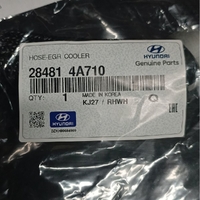 HOSE-EGR COOLER
HYUNDAI
Genuine Parts
28481 4A710
QTY: 1 MADE IN KOREA
KJ27 / RHWH
HYUNDAI